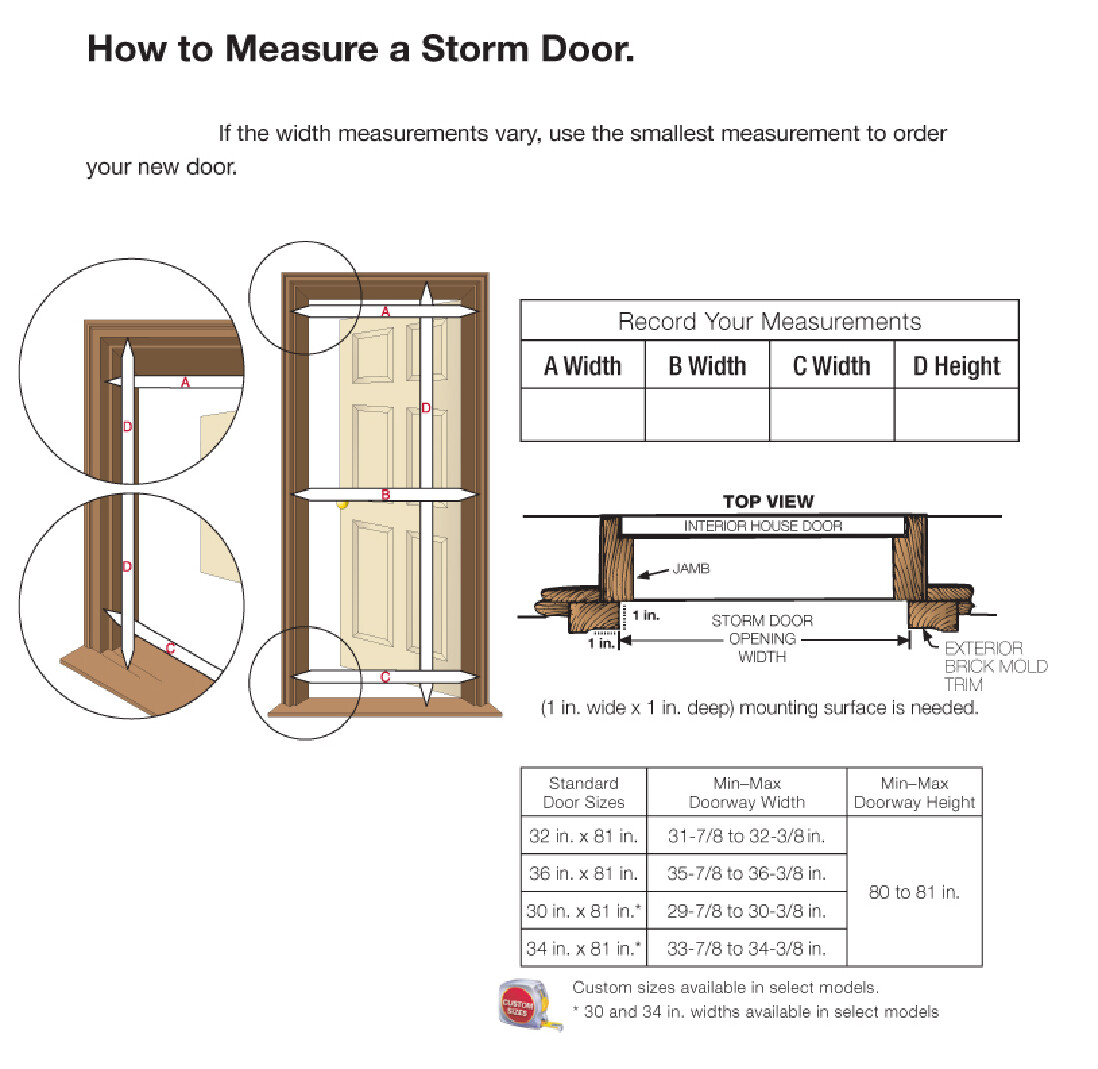 How to Measure a Storm Door.
If the width measurements vary, use the smallest measurement to order
your new door.
A
D
D
C
A
D
B
C
Record Your Measurements
A Width B Width C Width D Height
TOP VIEW
INTERIOR HOUSE DOOR
JAMB
1 in.
1 in.
STORM DOOR
OPENING
WIDTH
EXTERIOR
BRICK MOLD
TRIM
(1 in. wide x 1 in. deep) mounting surface is needed.
Standard
Door Sizes
Min–Max
Doorway Width
Min–Max
Doorway Height
32 in. x 81 in. 31-7/8 to 32-3/8 in.
36 in. x 81 in. 35-7/8 to 36-3/8 in.
80 to 81 in.
30 in. x 81 in.* 29-7/8 to 30-3/8 in.
34 in. x 81 in.* 33-7/8 to 34-3/8 in.
CUSTOM
SIZES
Custom sizes available in select models.
* 30 and 34 in. widths available in select models